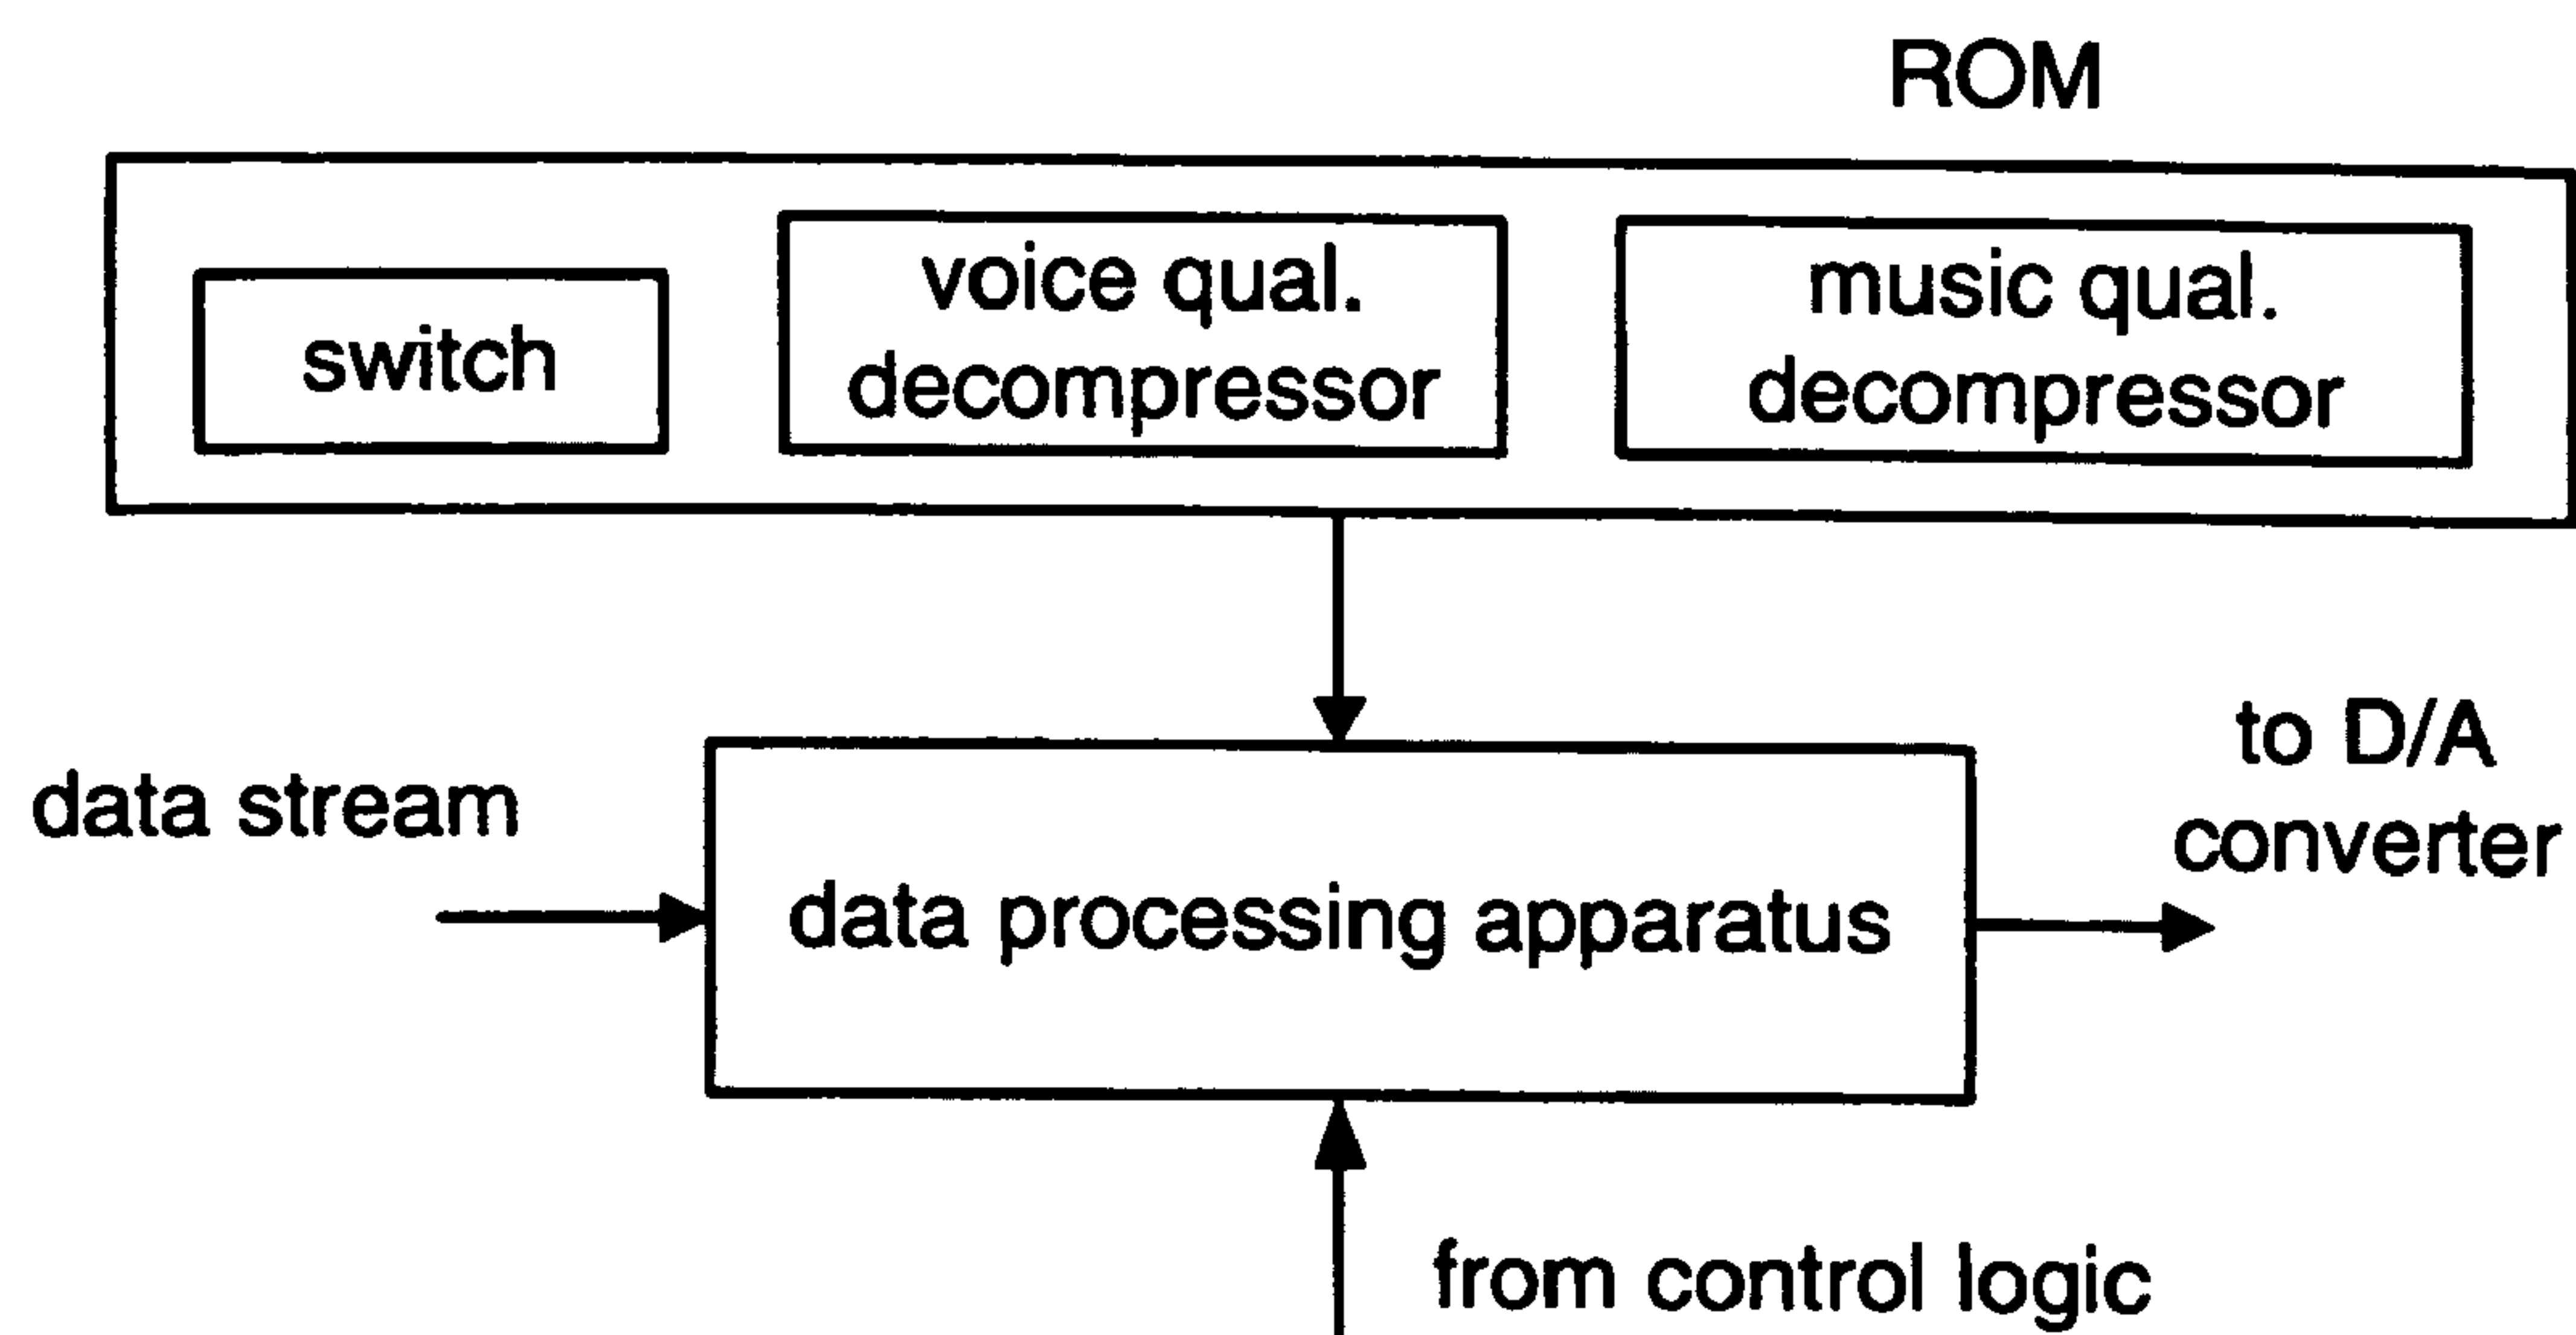 ROM
switch
voice qual.
decompressor
music qual.
decompressor
data stream
data processing apparatus
to D/A
converter
from control logic